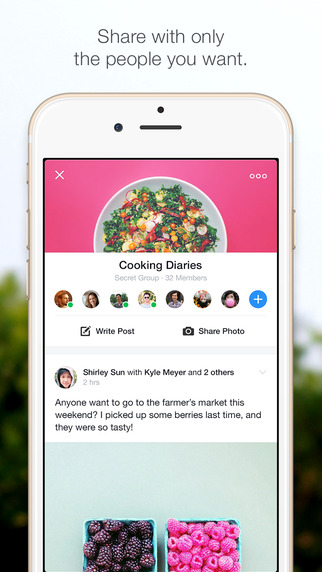 Share with only
the people you want.
Cooking Diaries
Secret Group · 32 Members
Write Post
Share Photo
Shirley Sun with Kyle Meyer and 2 others
2 hrs
Anyone want to go to the farmer's market this
weekend? I picked up some berries last time, and
they were so tasty!